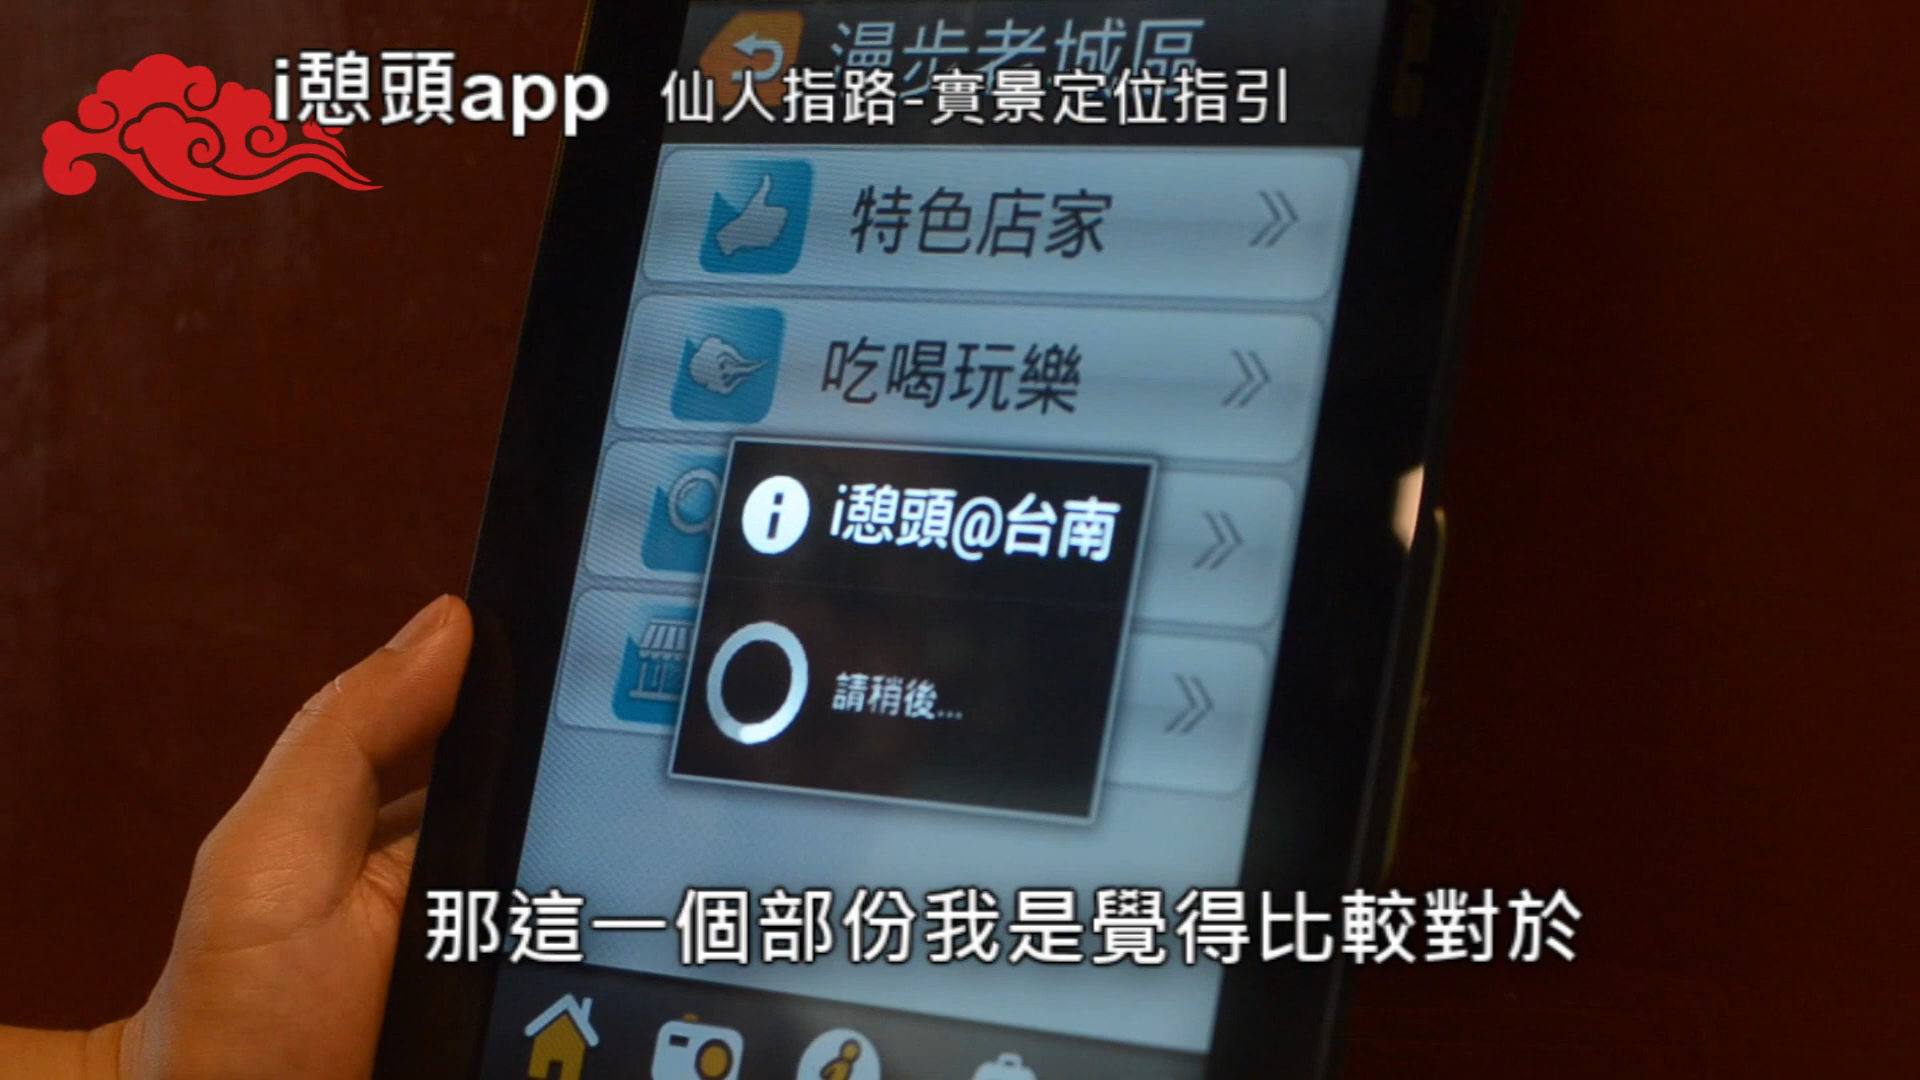 漫步老城區
i憩頭app 仙人指路-實景定位指引
特色店家
吃喝玩樂
i憩頭@台南
請稍後...
那這一個部份我是覺得比較對於